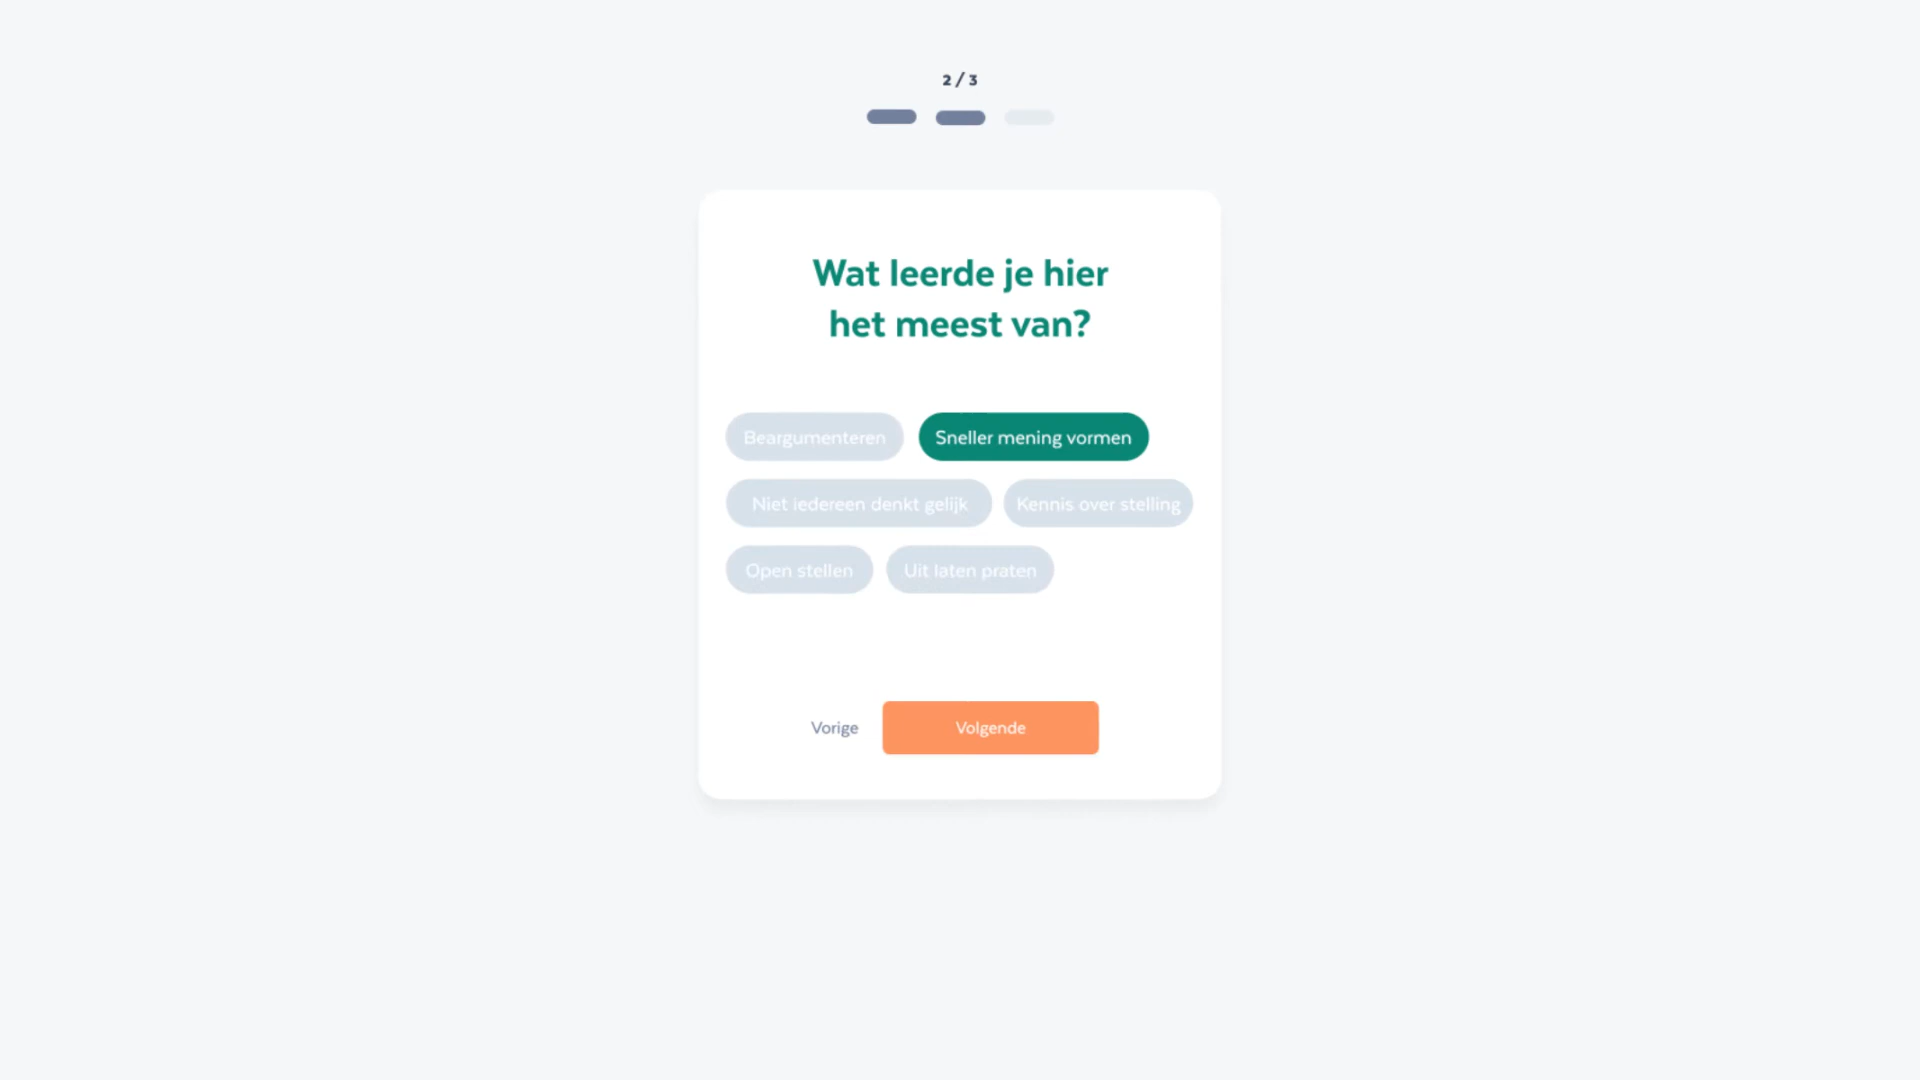 2 / 3
Wat leerde je hier
het meest van?
Beargumenteren
Sneller mening vormen
Niet iedereen denkt gelijk
Kennis over stelling
Open stellen
Uit laten praten
Vorige
Volgende